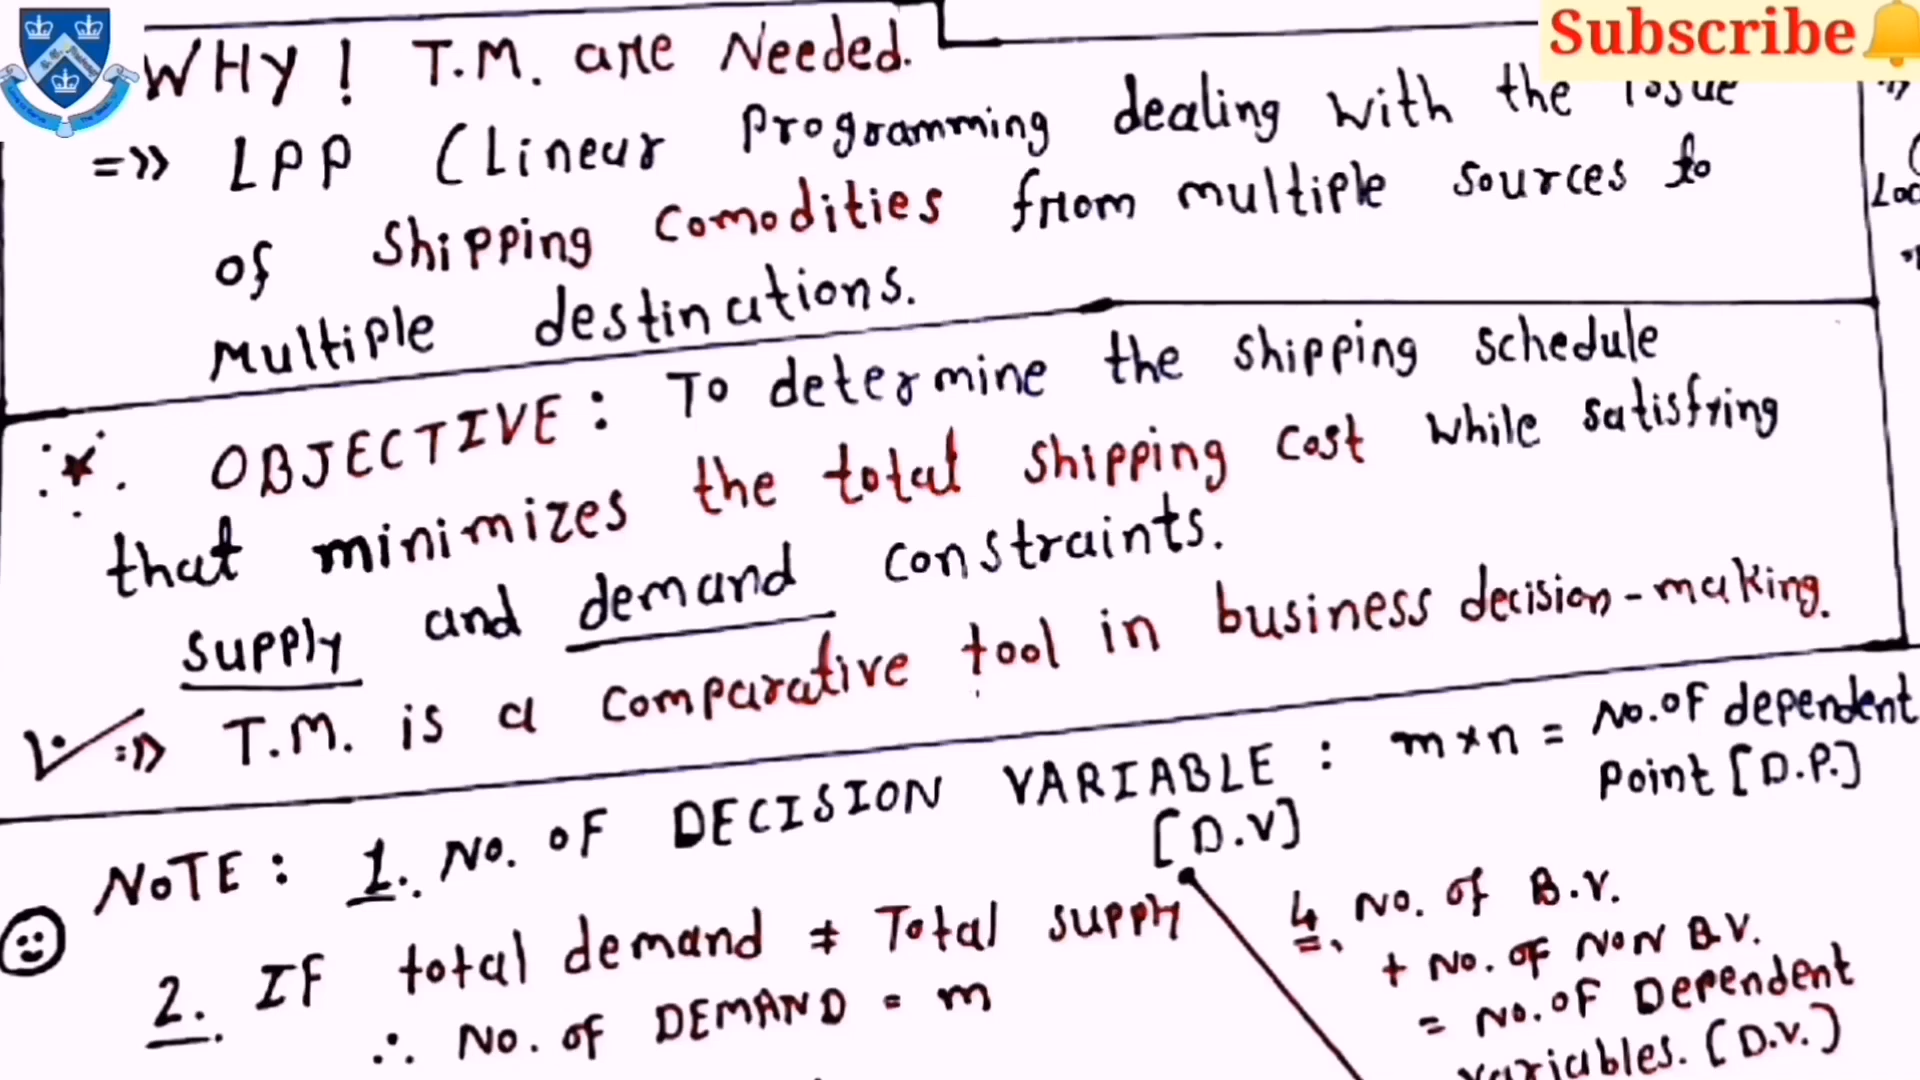 Subscribe
WHY! T.M. are Needed.
=>> LPP (Linear Programming dealing with the issue
of Shipping Comodities from multiple sources to
Multiple destinations.
OBJECTIVE: To determine the shipping schedule
that minimizes the total shipping cost while satisfying
supply and demand constraints.
=>> T.M. is a comparative tool in business decision-making.
NOTE: 1. No. OF DECISION VARIABLE: m*n = No. OF dependent
[D.V] Point [D.P.]
2. IF total demand ≠ Total supply
∴ No. of DEMAND = m
4. No. of B.V.
+ No. OF NON B.V.
= No. OF Dependent
variables. [D.V.]
Loc